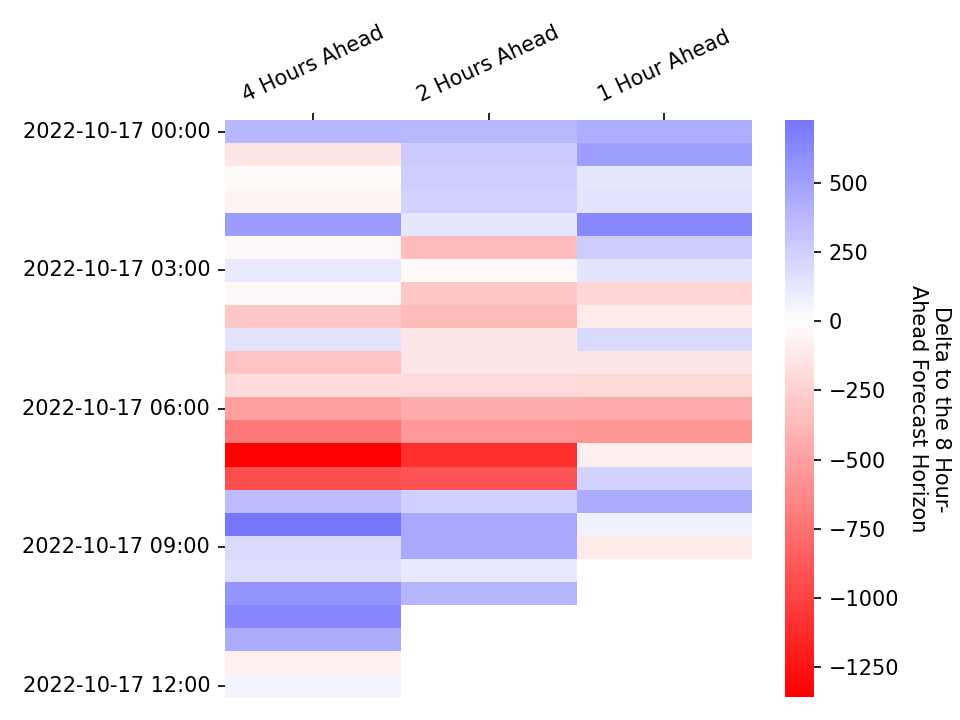 4 Hours Ahead
2 Hours Ahead
1 Hour Ahead
2022-10-17 00:00
2022-10-17 03:00
2022-10-17 06:00
2022-10-17 09:00
2022-10-17 12:00
500
250
0
−250
−500
−750
−1000
−1250
Delta to the 8 Hour-
Ahead Forecast Horizon